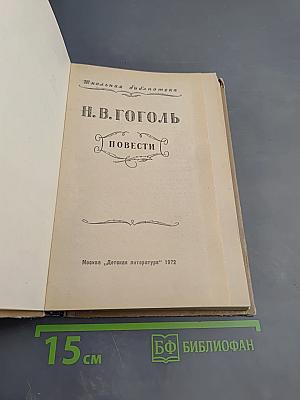 Школьная библиотека
Н. В. ГОГОЛЬ
ПОВЕСТИ
Москва „Детская литература" 1972
15 см
БФ БИБЛИОФАН